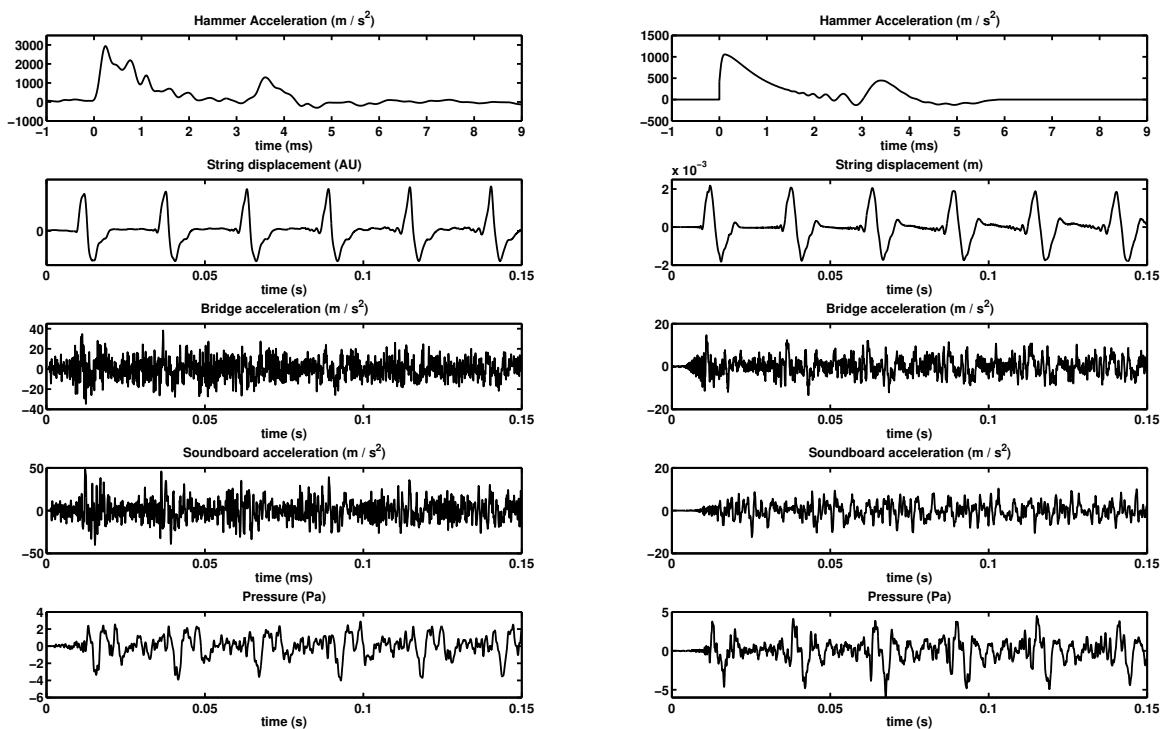 Hammer Acceleration (m / s²)
3000
2000
1000
0
−1000
−1 0 1 2 3 4 5 6 7 8 9
time (ms)
String displacement (AU)
0
0 0.05 0.1 0.15
time (s)
Bridge acceleration (m / s²)
40
20
0
−20
−40
0 0.05 0.1 0.15
time (s)
Soundboard acceleration (m / s²)
50
0
−50
0 0.05 0.1 0.15
time (ms)
Pressure (Pa)
4
2
0
−2
−4
−6
0 0.05 0.1 0.15
time (s)
Hammer Acceleration (m / s²)
1500
1000
500
0
−500
−1 0 1 2 3 4 5 6 7 8 9
time (ms)
String displacement (m)
x 10⁻³
2
0
−2
0 0.05 0.1 0.15
time (s)
Bridge acceleration (m / s²)
20
0
−20
0 0.05 0.1 0.15
time (s)
Soundboard acceleration (m / s²)
20
0
−20
0 0.05 0.1 0.15
time (s)
Pressure (Pa)
5
0
−5
0 0.05 0.1 0.15
time (s)